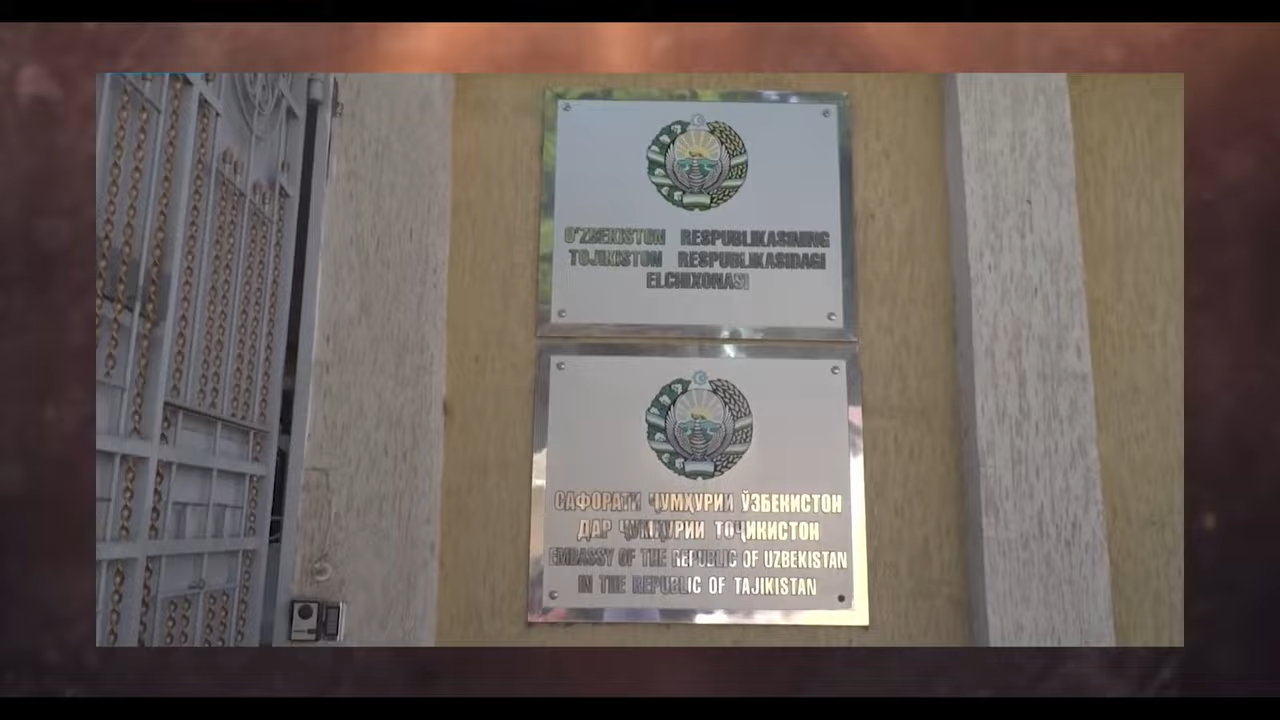 O'ZBEKISTON RESPUBLIKASINING
TOJIKISTON RESPUBLIKASIDAGI
ELCHIXONASI
САФОРАТИ ҶУМҲУРИИ ӮЗБЕКИСТОН
ДАР ҶУМҲУРИИ ТОҶИКИСТОН
EMBASSY OF THE REPUBLIC OF UZBEKISTAN
IN THE REPUBLIC OF TAJIKISTAN